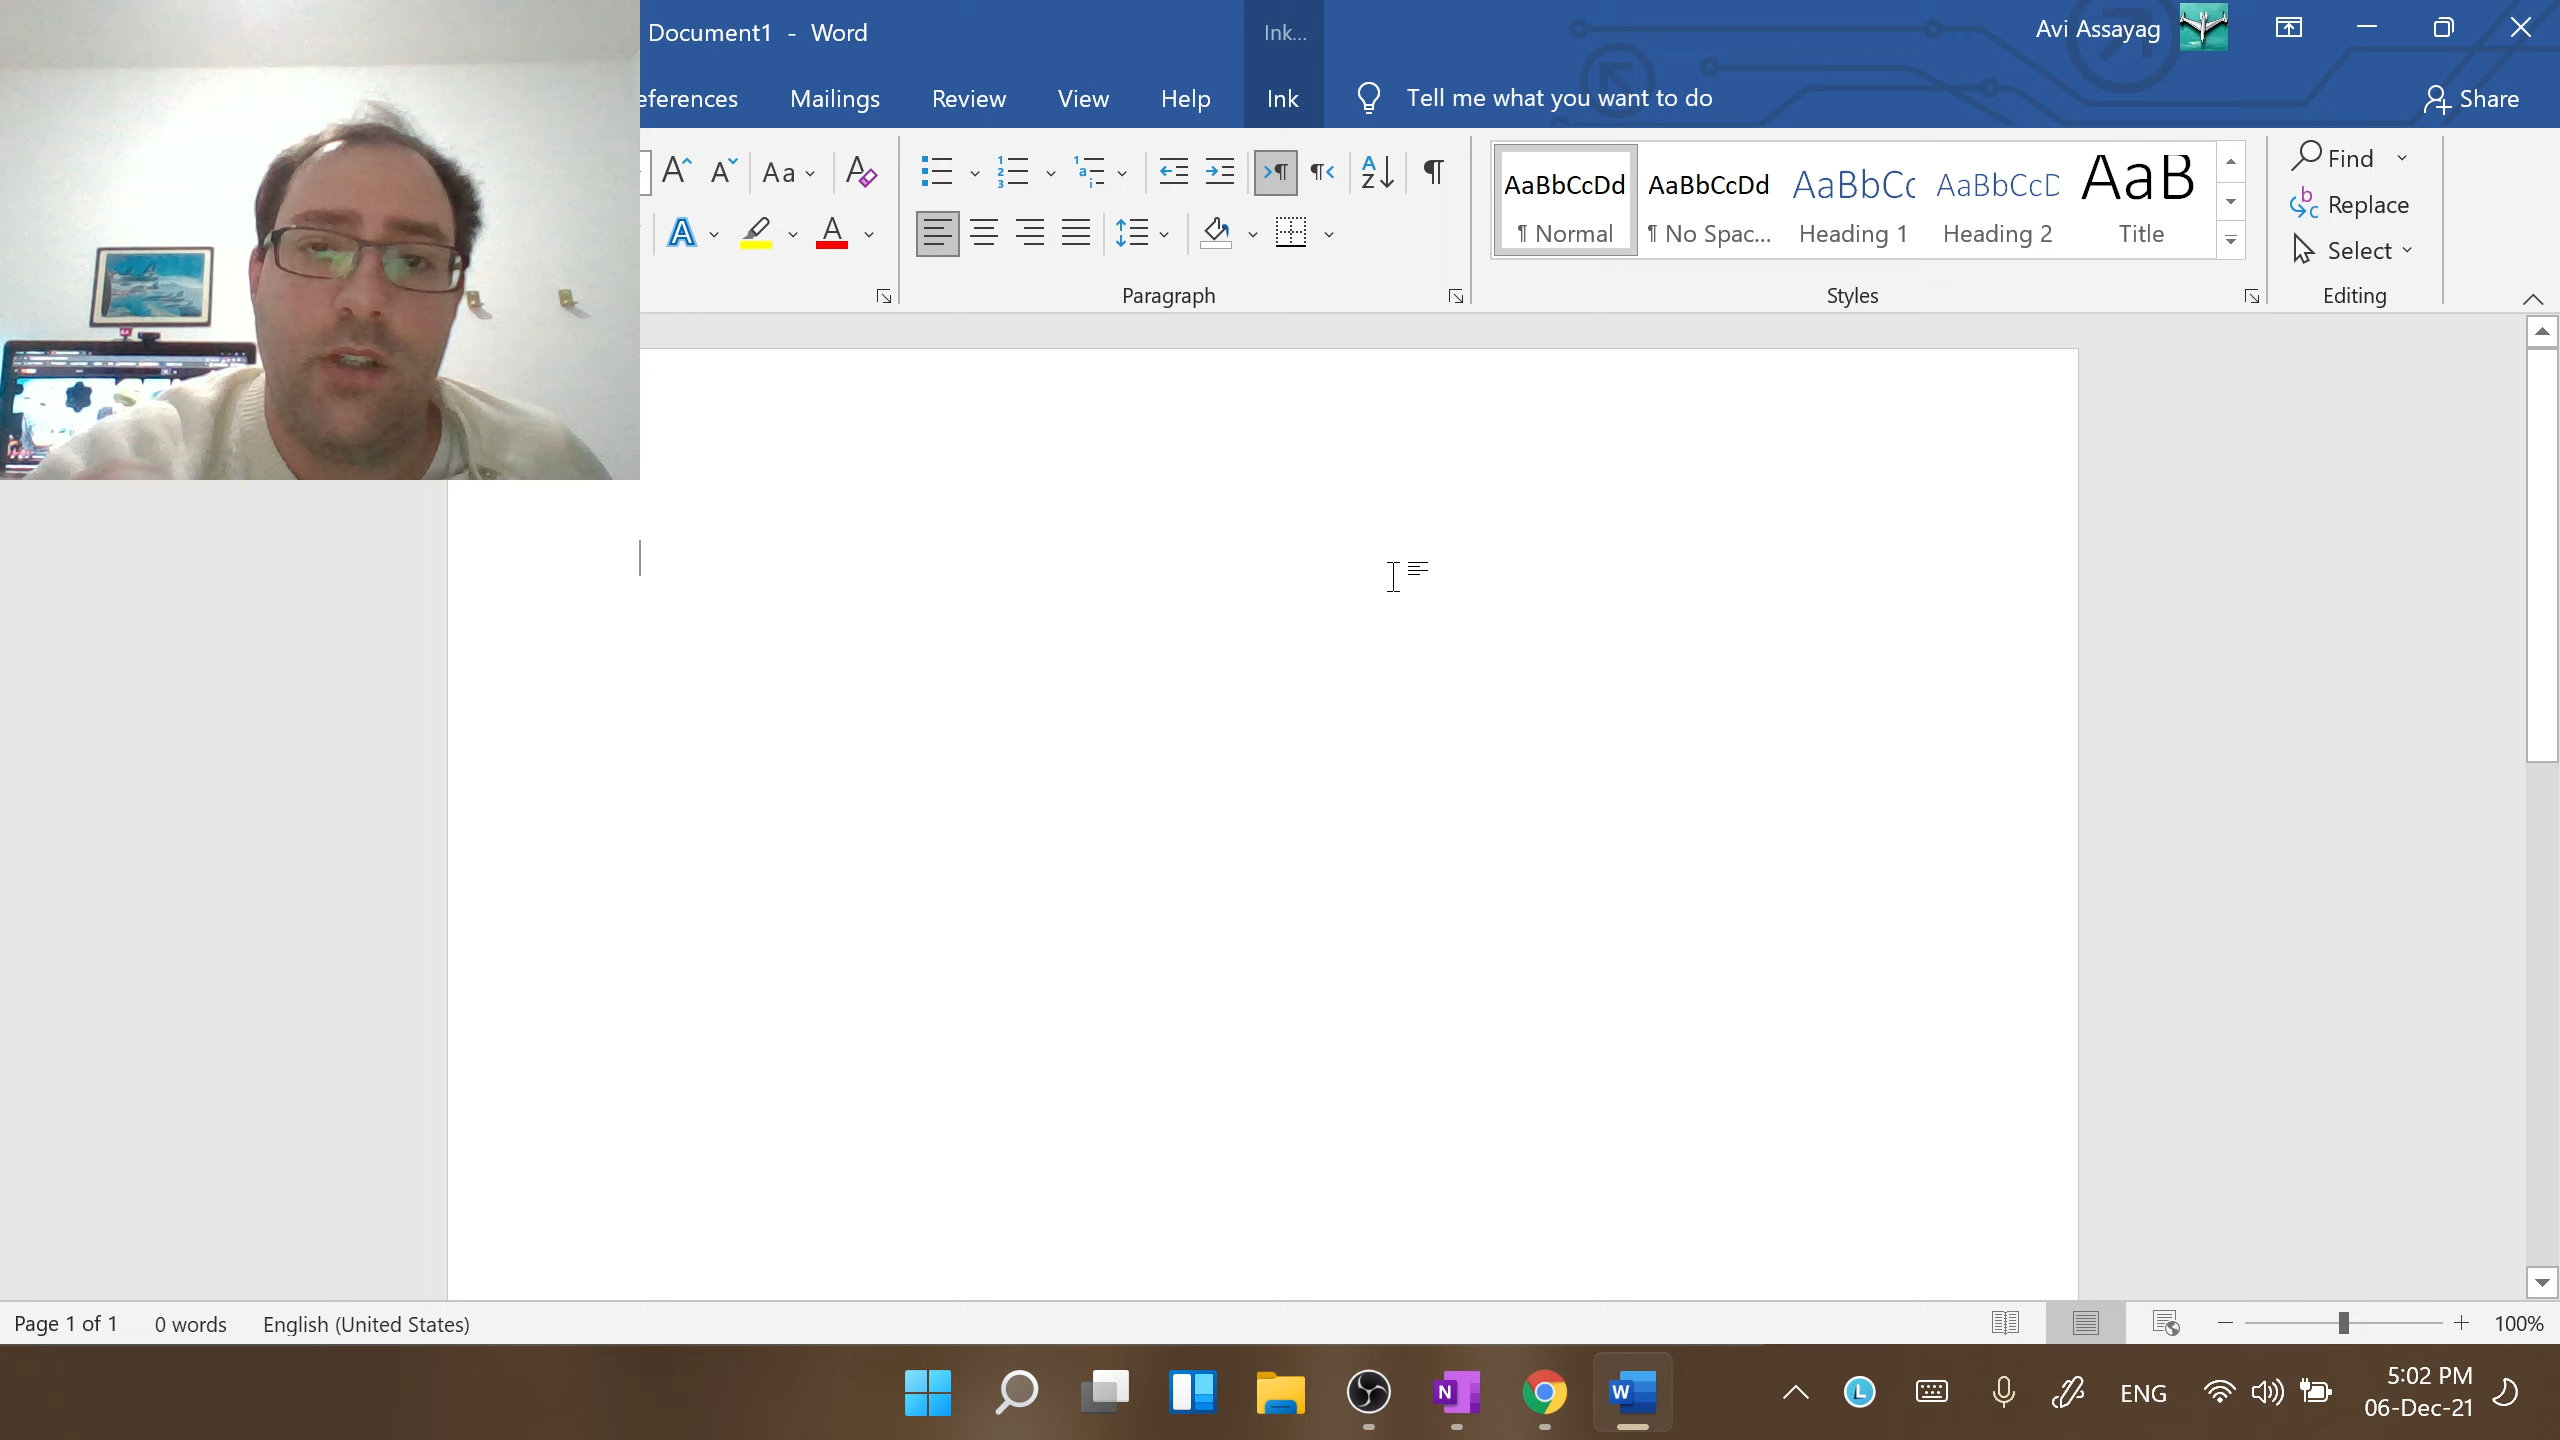 Document1 - Word
Ink...
Avi Assayag
eferences
Mailings
Review
View
Help
Ink
Tell me what you want to do
Share
Aa
AaBbCcDd
AaBbCcDd
AaBbCc
AaBbCcD
AaB
¶ Normal
¶ No Spac...
Heading 1
Heading 2
Title
Find
Replace
Select
Paragraph
Styles
Editing
Page 1 of 1
0 words
English (United States)
100%
ENG
5:02 PM
06-Dec-21